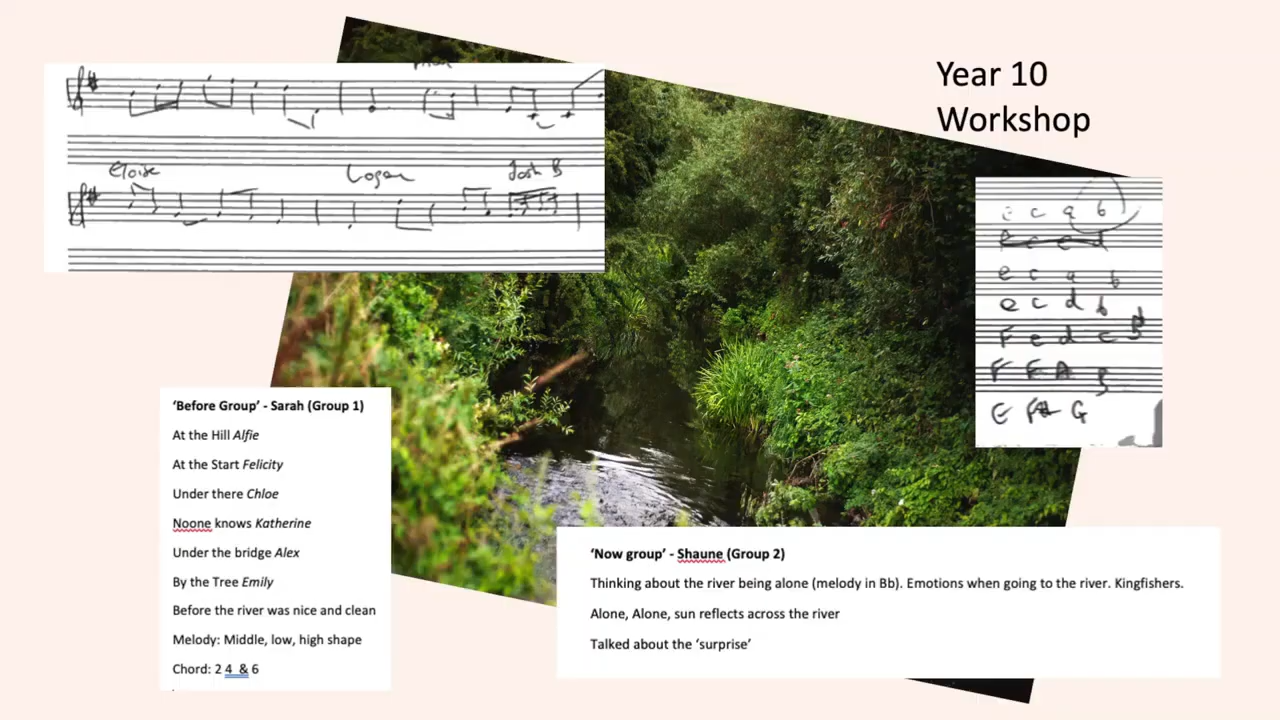 Year 10
Workshop
Eloise
Logan
Josh B
e c a b
e c e d
e c a b
e c d b
F e d c B
F E A B
E F# G
‘Before Group’ - Sarah (Group 1)
At the Hill Alfie
At the Start Felicity
Under there Chloe
Noone knows Katherine
Under the bridge Alex
By the Tree Emily
Before the river was nice and clean
Melody: Middle, low, high shape
Chord: 2 4 & 6
‘Now group’ - Shaune (Group 2)
Thinking about the river being alone (melody in Bb). Emotions when going to the river. Kingfishers.
Alone, Alone, sun reflects across the river
Talked about the ‘surprise’